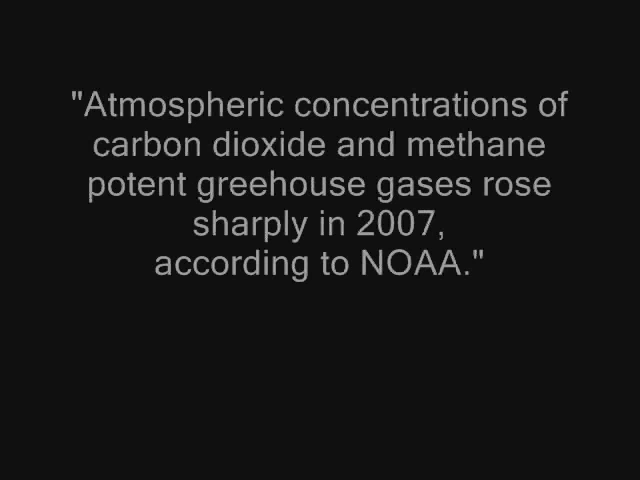 "Atmospheric concentrations of
carbon dioxide and methane
potent greehouse gases rose
sharply in 2007,
according to NOAA."